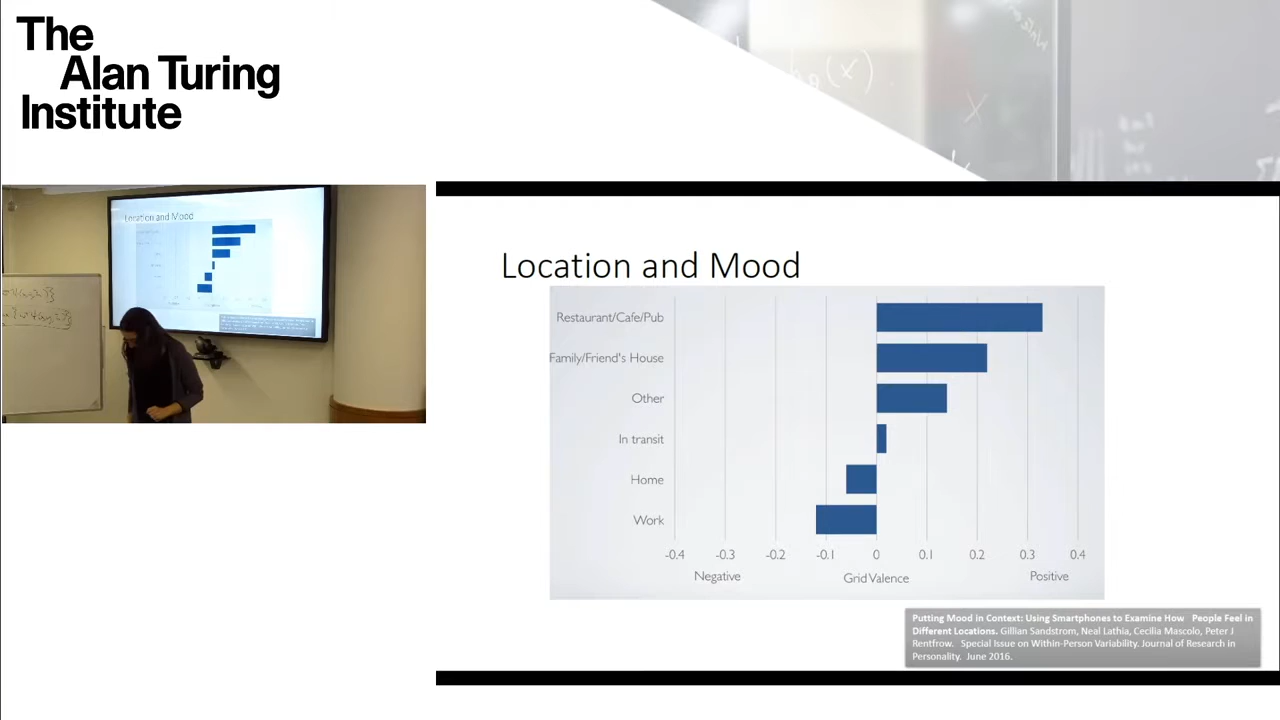 The
Alan Turing
Institute
Location and Mood
Location and Mood
Restaurant/Cafe/Pub
Family/Friend's House
Other
In transit
Home
Work
-0.4 -0.3 -0.2 -0.1 0 0.1 0.2 0.3 0.4
Negative Grid Valence Positive
Putting Mood in Context: Using Smartphones to Examine How People Feel in
Different Locations. Gillian Sandstrom, Neal Lathia, Cecilia Mascolo, Peter J
Rentfrow. Special Issue on Within-Person Variability. Journal of Research in
Personality. June 2016.